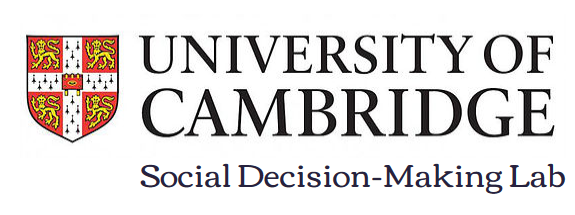 UNIVERSITY OF
CAMBRIDGE
Social Decision-Making Lab